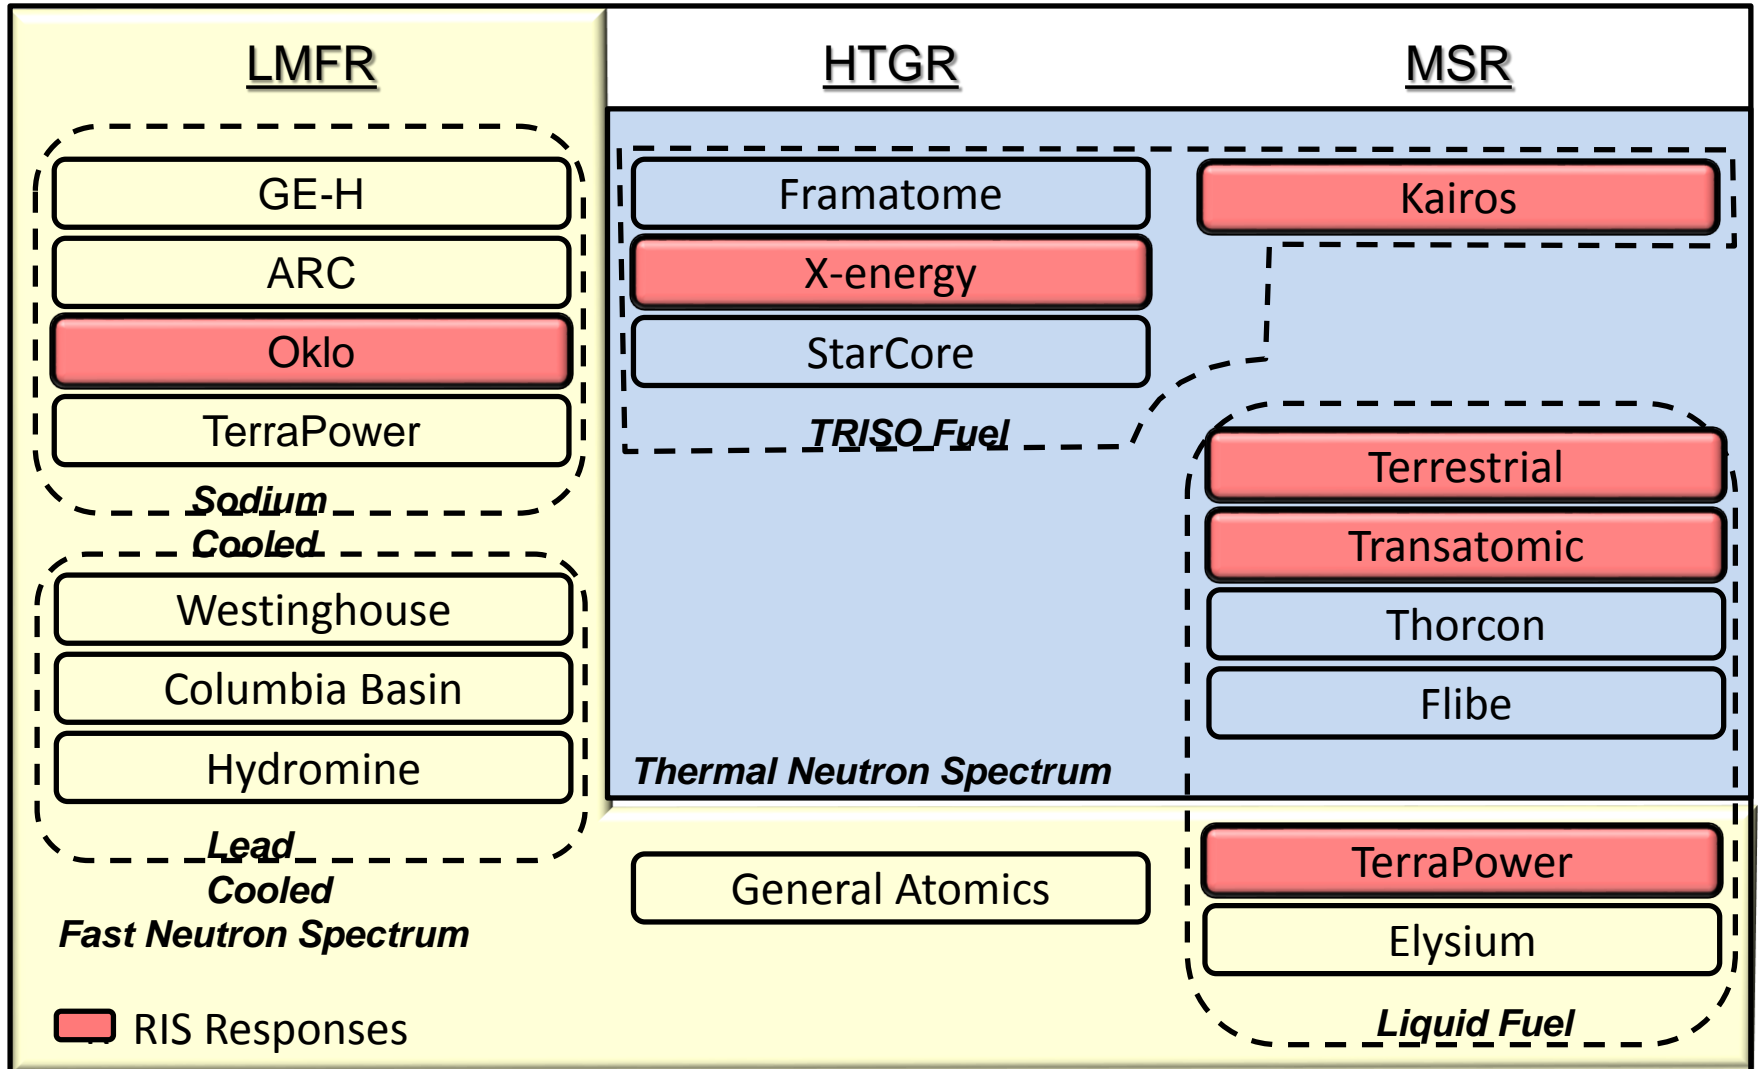 LMFR
HTGR
MSR
GE-H
ARC
Oklo
TerraPower
Sodium
Cooled
Westinghouse
Columbia Basin
Hydromine
Lead
Cooled
Fast Neutron Spectrum
RIS Responses
Framatome
X-energy
StarCore
TRISO Fuel
Thermal Neutron Spectrum
General Atomics
Kairos
Terrestrial
Transatomic
Thorcon
Flibe
TerraPower
Elysium
Liquid Fuel